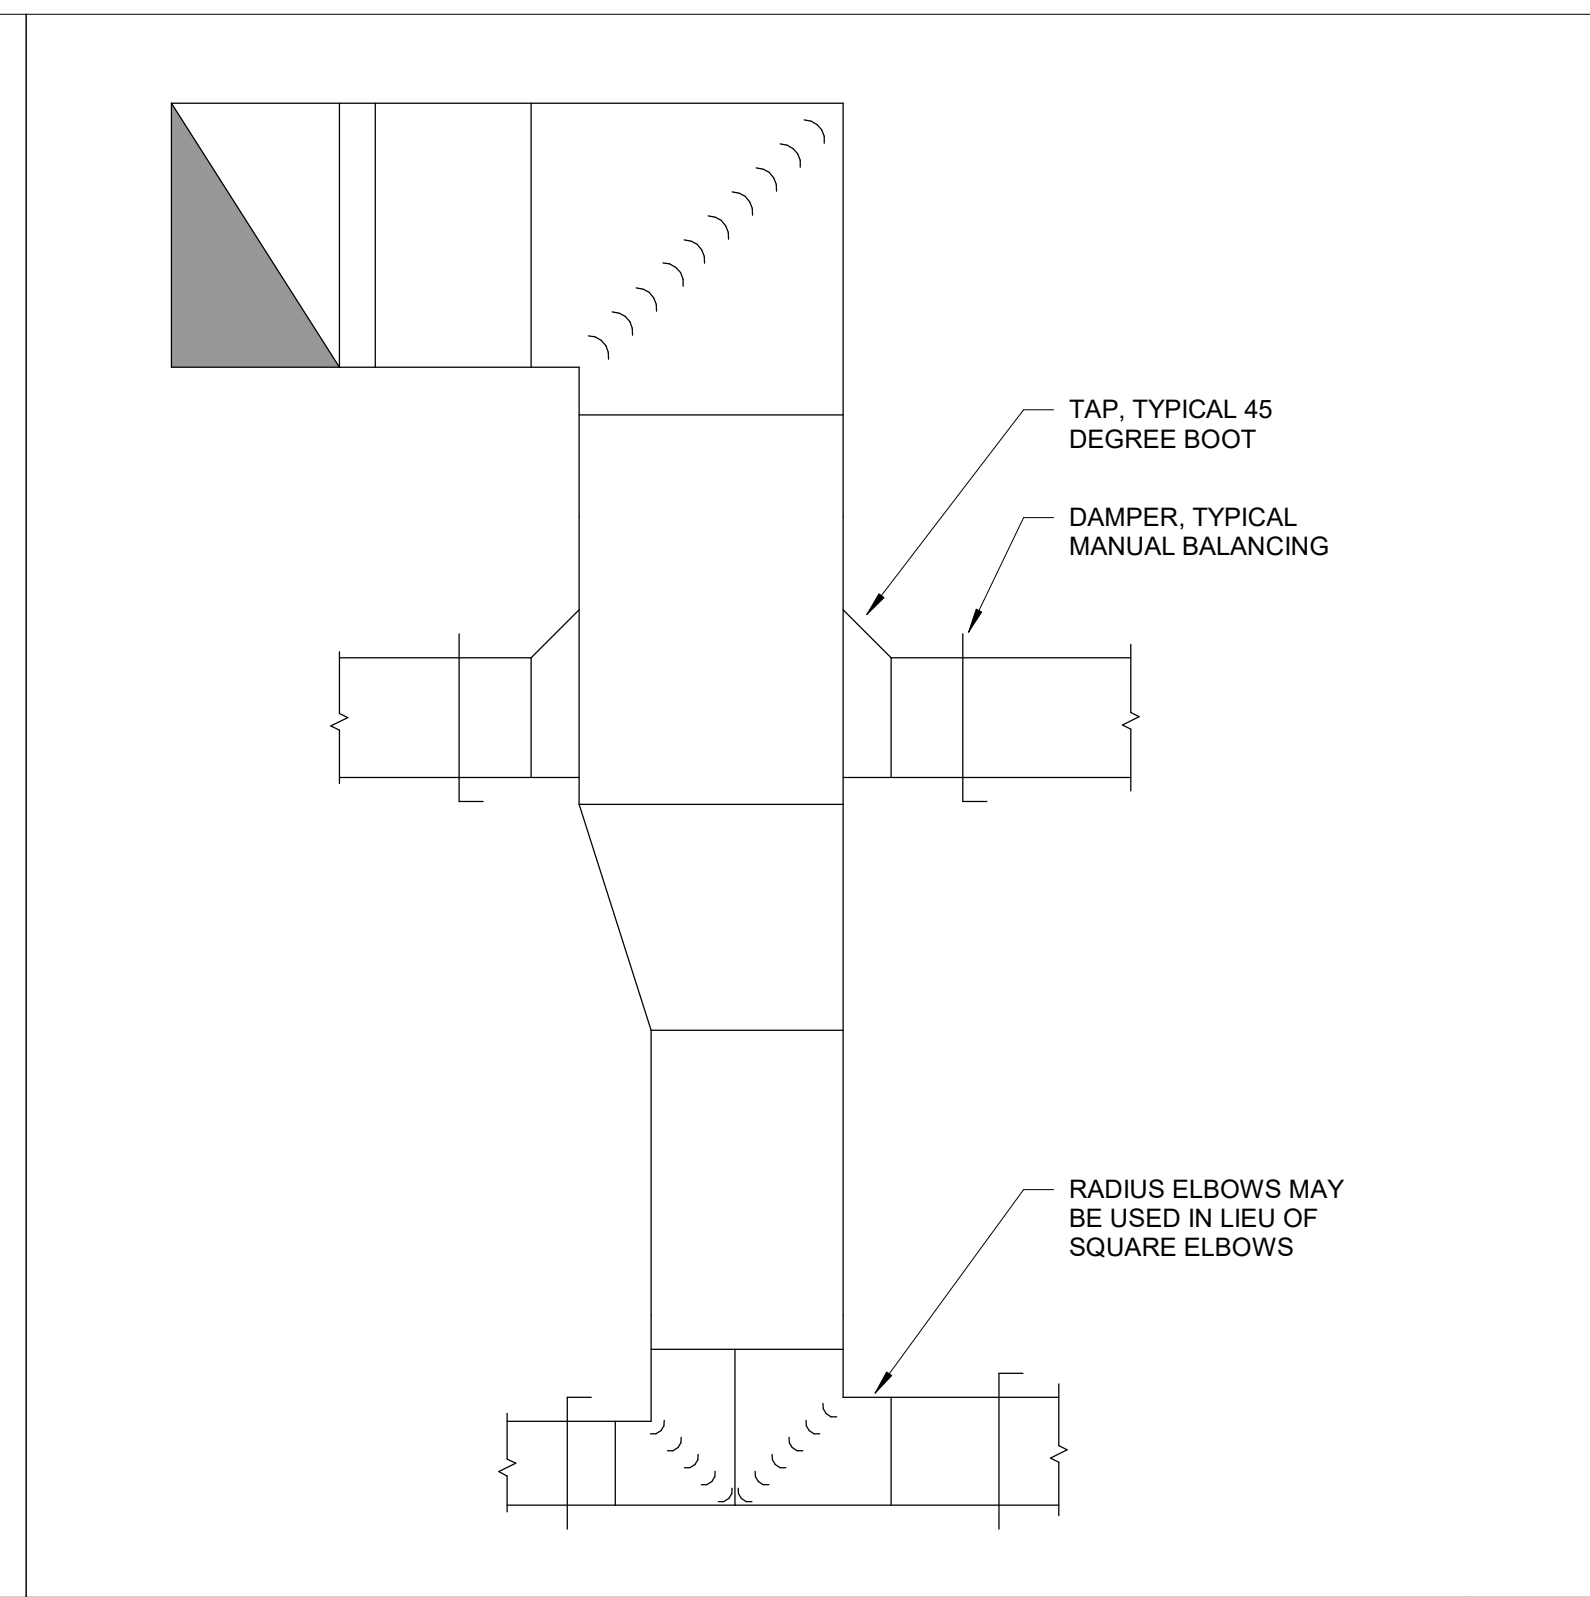 TAP, TYPICAL 45
DEGREE BOOT
DAMPER, TYPICAL
MANUAL BALANCING
RADIUS ELBOWS MAY
BE USED IN LIEU OF
SQUARE ELBOWS